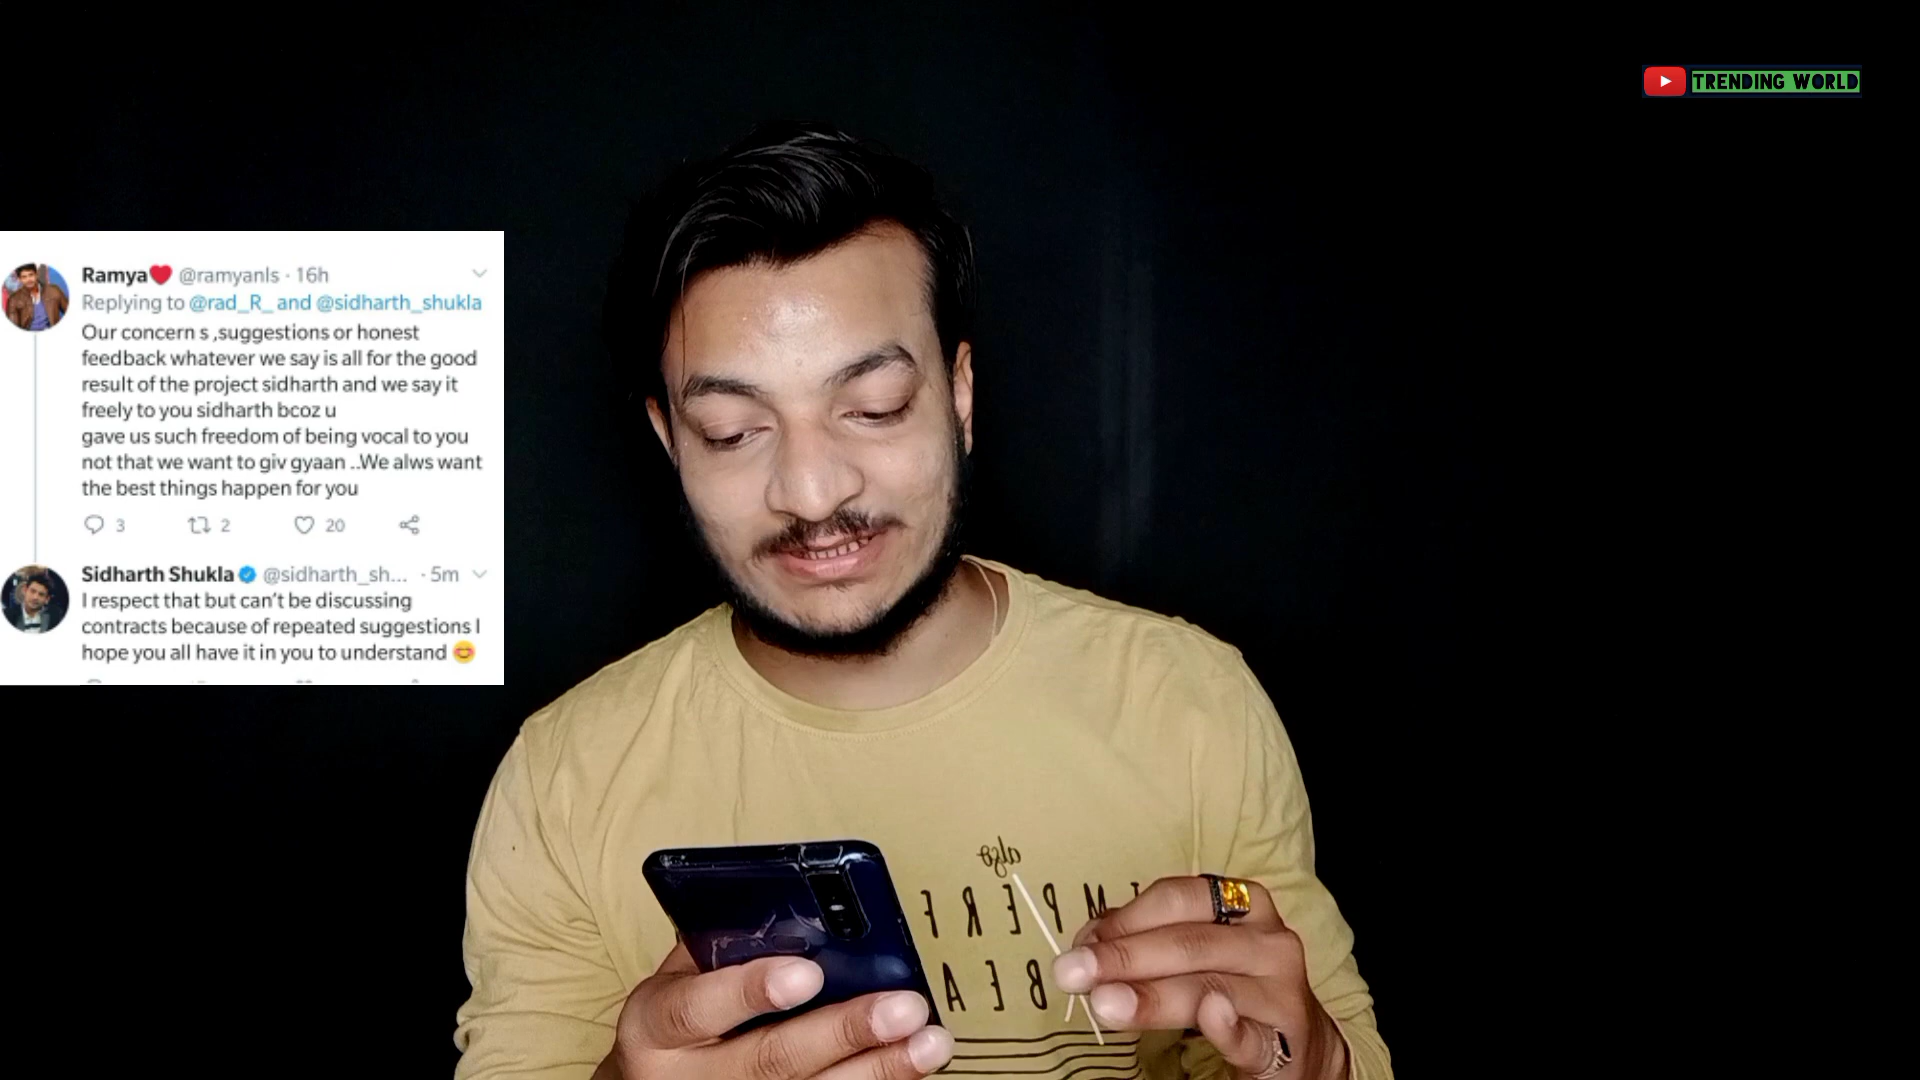 TRENDING WORLD
Ramya❤️ @ramyanls · 16h
Replying to @rad_R_ and @sidharth_shukla
Our concern s ,suggestions or honest
feedback whatever we say is all for the good
result of the project sidharth and we say it
freely to you sidharth bcoz u
gave us such freedom of being vocal to you
not that we want to giv gyaan ..We alws want
the best things happen for you
3 2 20
Sidharth Shukla @sidharth_sh... · 5m
I respect that but can't be discussing
contracts because of repeated suggestions I
hope you all have it in you to understand 😊
also
IMPERF
BEA